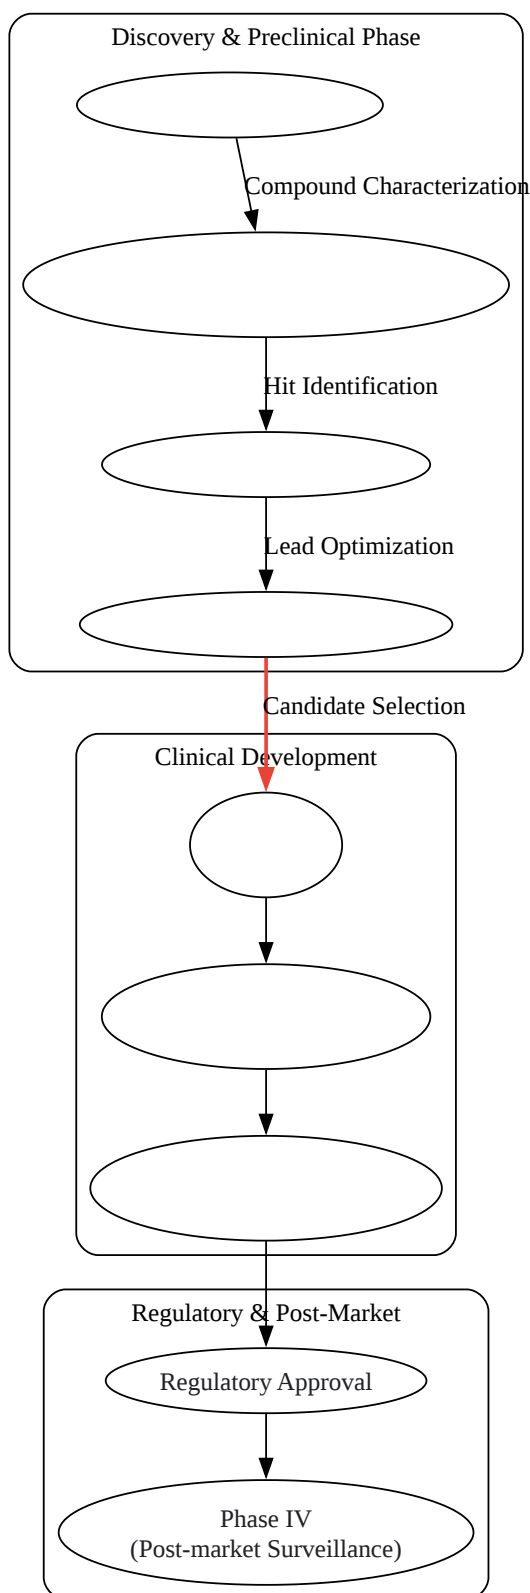 Discovery & Preclinical Phase
Compound Characterization
Hit Identification
Lead Optimization
Candidate Selection
Clinical Development
Regulatory & Post-Market
Regulatory Approval
Phase IV
(Post-market Surveillance)